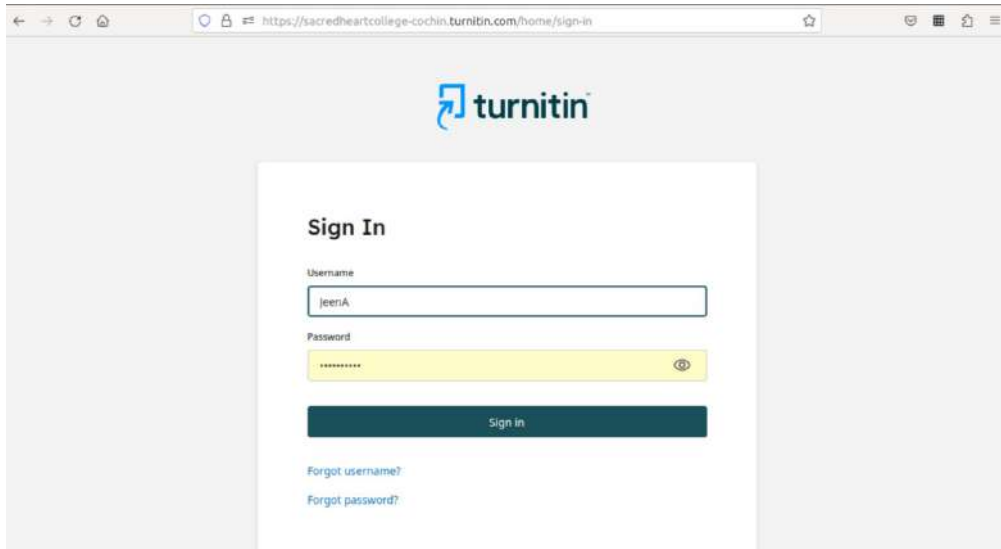 https://sacredheartcollege-cochin.turnitin.com/home/sign-in
turnitin
Sign In
Username
JeenA
Password
Sign in
Forgot username?
Forgot password?